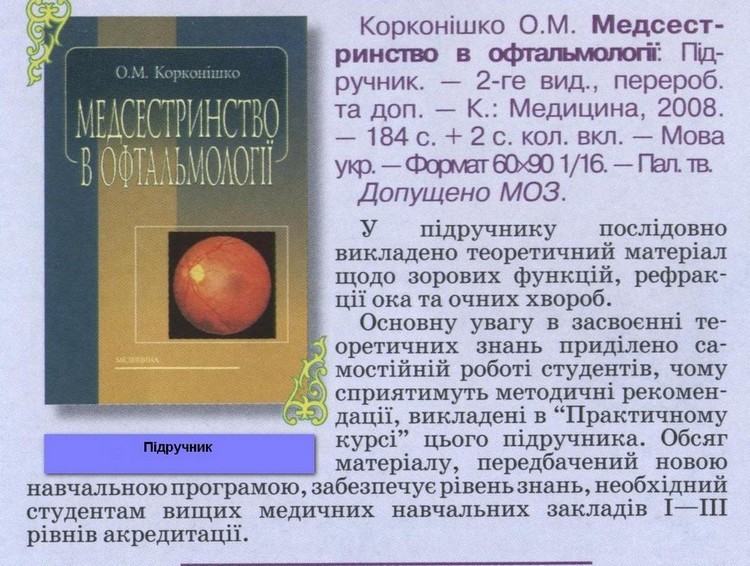 О.М. Корконішко
МЕДСЕСТРИНСТВО
В ОФТАЛЬМОЛОГІЇ
МЕДИЦИНА
Підручник
Корконішко О.М. Медсест-
ринство в офтальмології: Під-
ручник. — 2-ге вид., перероб.
та доп. — К.: Медицина, 2008.
— 184 с. + 2 с. кол. вкл. — Мова
укр. — Формат 60×90 1/16. — Пал. тв.
Допущено МОЗ.
У підручнику послідовно
викладено теоретичний матеріал
щодо зорових функцій, рефрак-
ції ока та очних хвороб.
Основну увагу в засвоєнні те-
оретичних знань приділено са-
мостійній роботі студентів, чому
сприятимуть методичні рекомен-
дації, викладені в “Практичному
курсі” цього підручника. Обсяг
матеріалу, передбачений новою
навчальною програмою, забезпечує рівень знань, необхідний
студентам вищих медичних навчальних закладів I—III
рівнів акредитації.